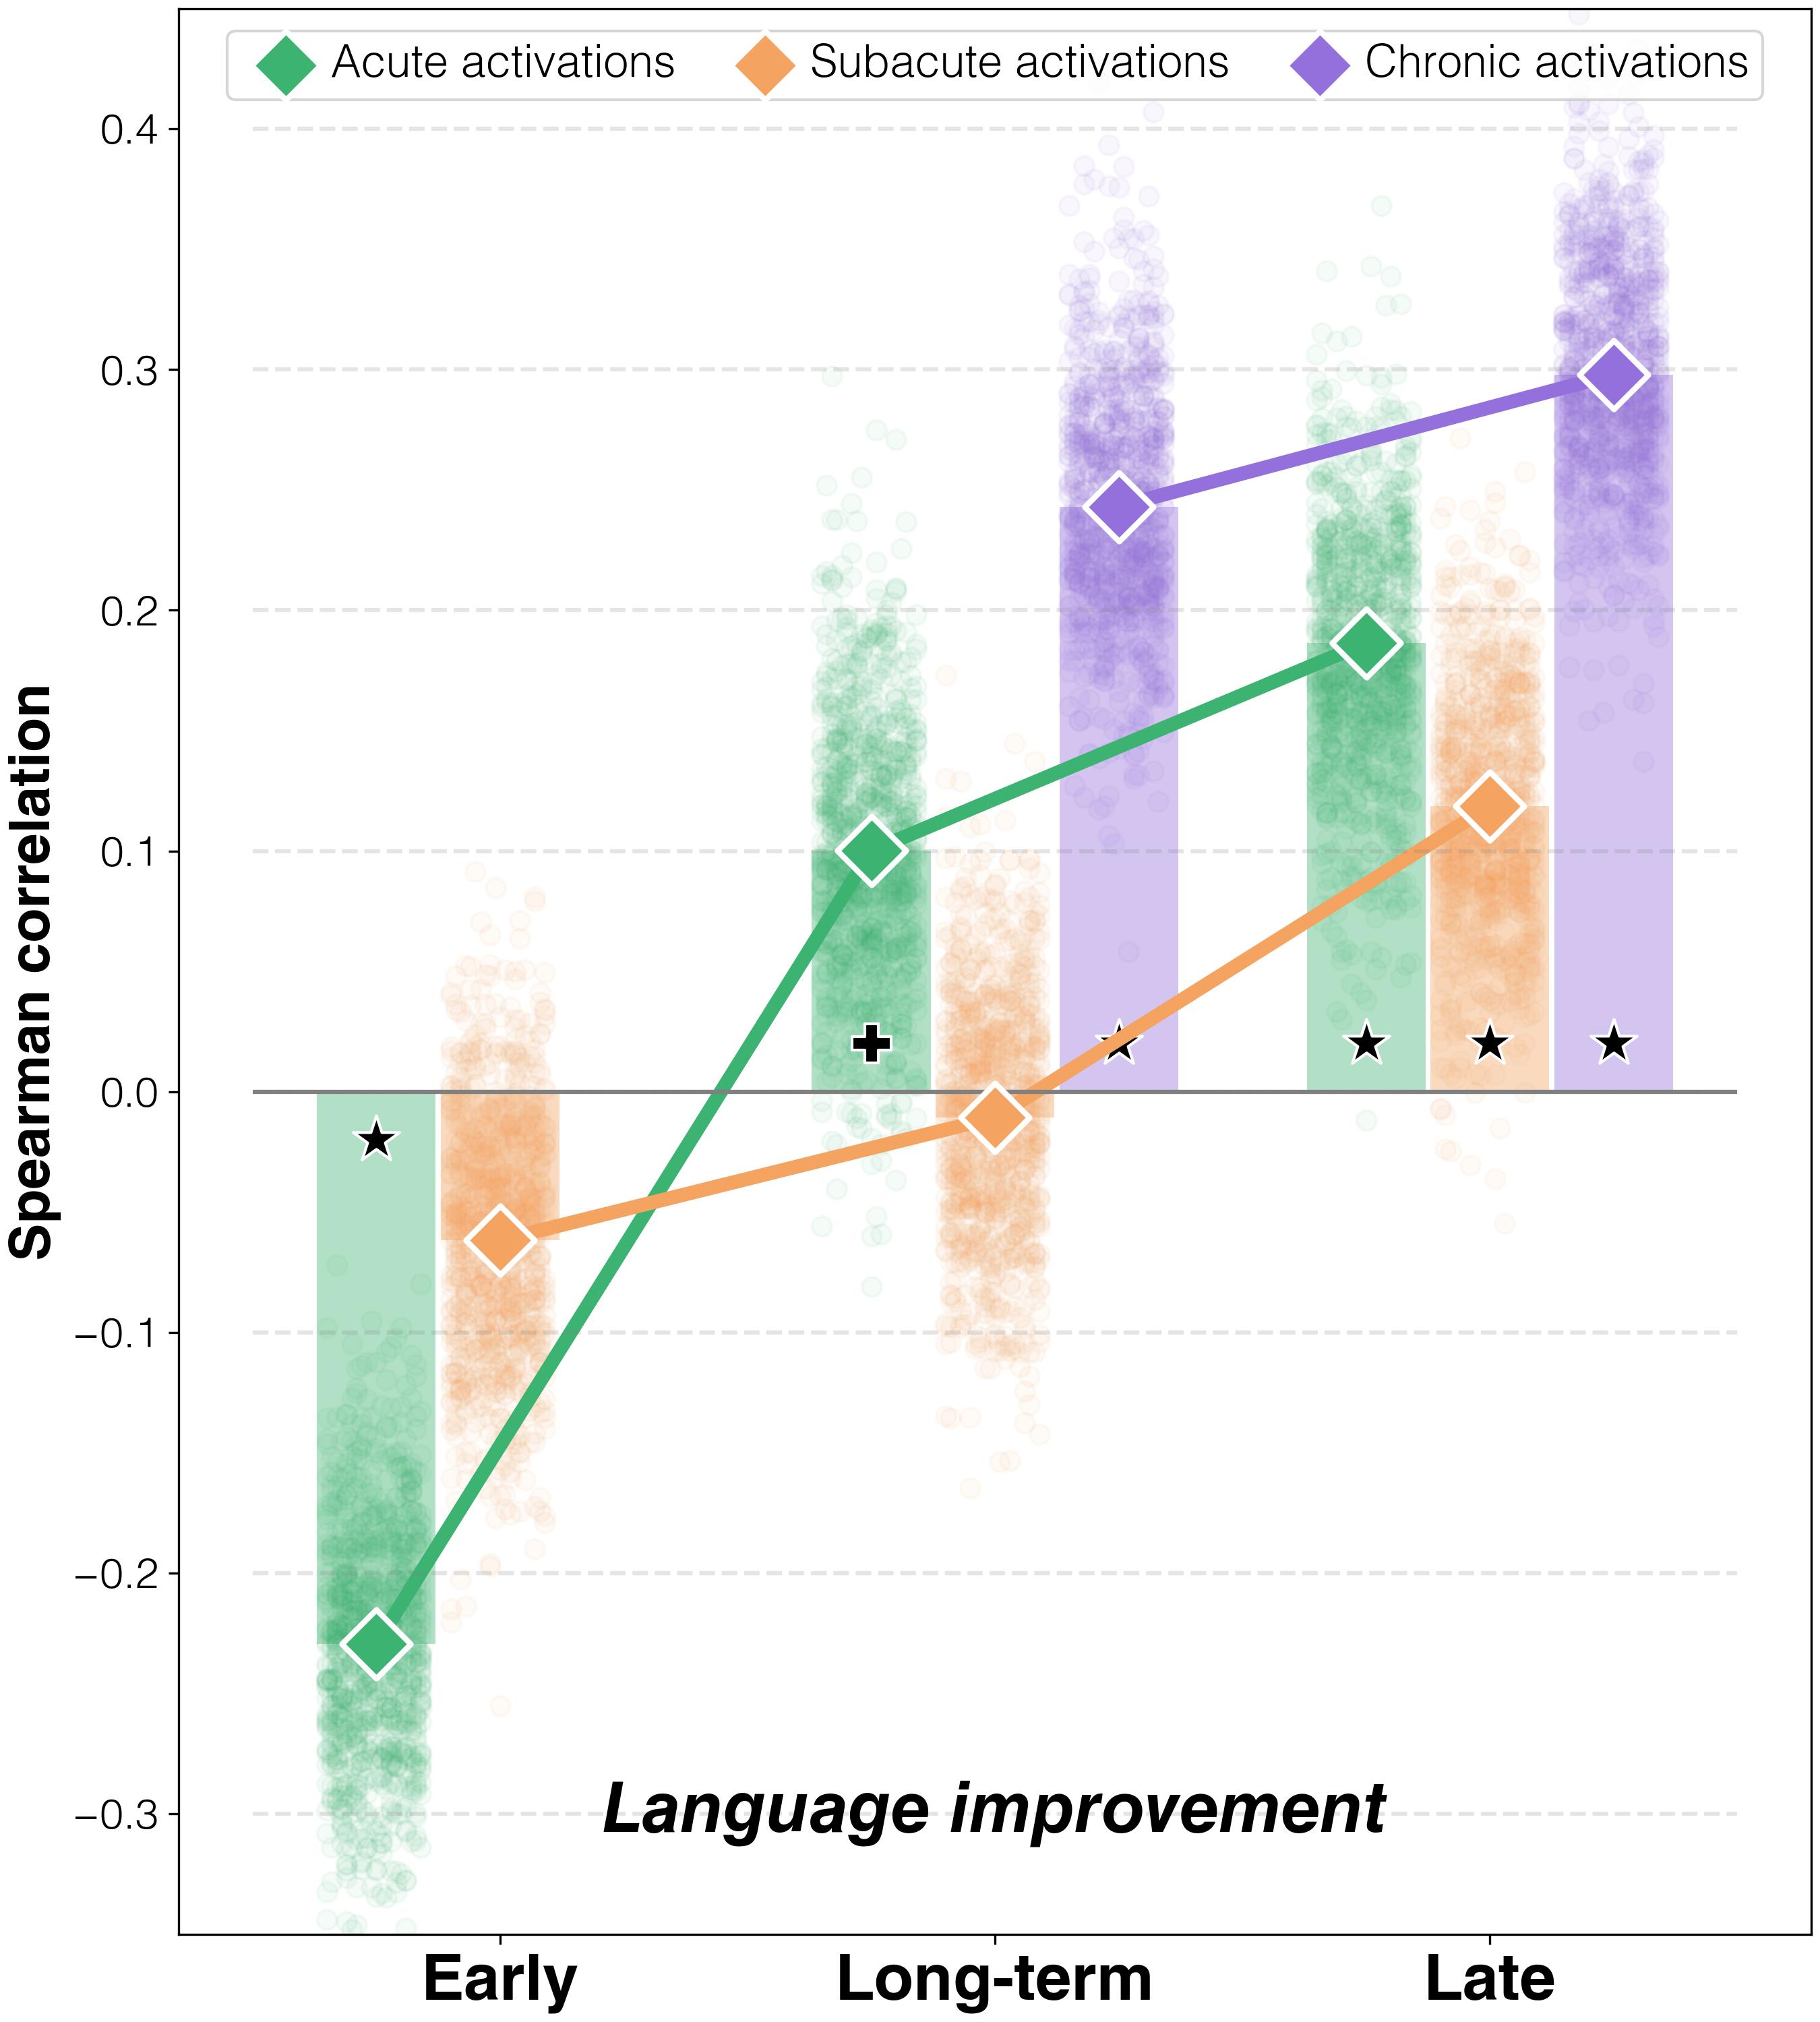 Acute activations Subacute activations Chronic activations
Spearman correlation
0.4
0.3
0.2
0.1
0.0
−0.1
−0.2
−0.3
Language improvement
Early Long-term Late